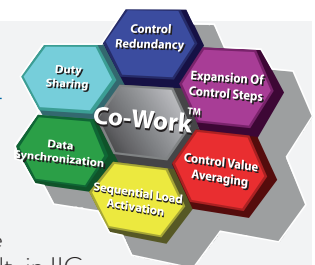 Control
Redundancy
Duty
Sharing
Expansion Of
Control Steps
Co-Work™
Data
Synchronization
Control Value
Averaging
Sequential Load
Activation